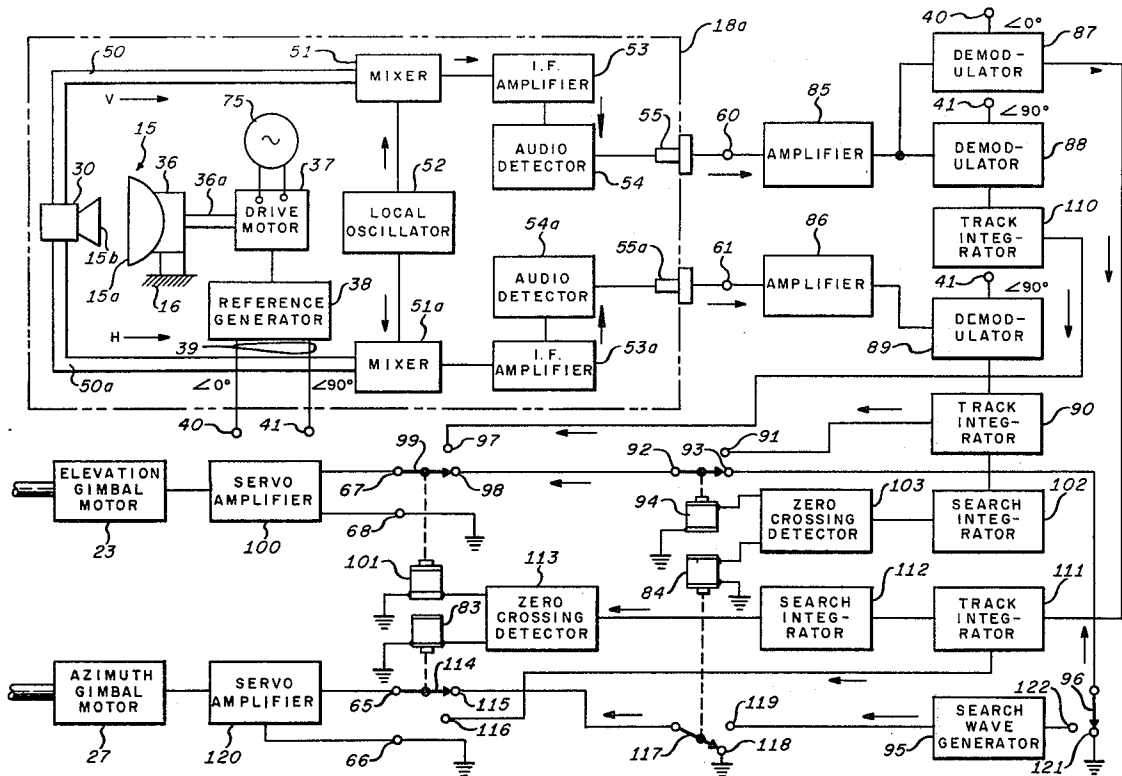 40
∠0°
87
DEMOD-
ULATOR
18a
50
V
51
MIXER
53
I.F.
AMPLIFIER
75
15
36
36a
37
DRIVE
MOTOR
30
15b
15a
16
52
LOCAL
OSCILLATOR
AUDIO
DETECTOR
54
55
60
85
AMPLIFIER
41
∠90°
88
DEMOD-
ULATOR
110
TRACK
INTEG-
RATOR
54a
AUDIO
DETECTOR
55a
61
86
AMPLIFIER
41
∠90°
DEMOD-
ULATOR
89
38
REFERENCE
GENERATOR
H
39
50a
∠0°
∠90°
51a
MIXER
I.F.
AMPLIFIER
53a
40
41
97
91
TRACK
INTEG-
RATOR
90
ELEVATION
GIMBAL
MOTOR
23
SERVO
AMPLIFIER
100
67
99
98
68
92
93
94
103
ZERO
CROSSING
DETECTOR
102
SEARCH
INTEG-
RATOR
101
83
113
ZERO
CROSSING
DETECTOR
84
112
SEARCH
INTEG-
RATOR
111
TRACK
INTEG-
RATOR
AZIMUTH
GIMBAL
MOTOR
27
SERVO
AMPLIFIER
120
65
114
115
116
66
117
119
118
SEARCH
WAVE
GENERATOR
95
122
96
121